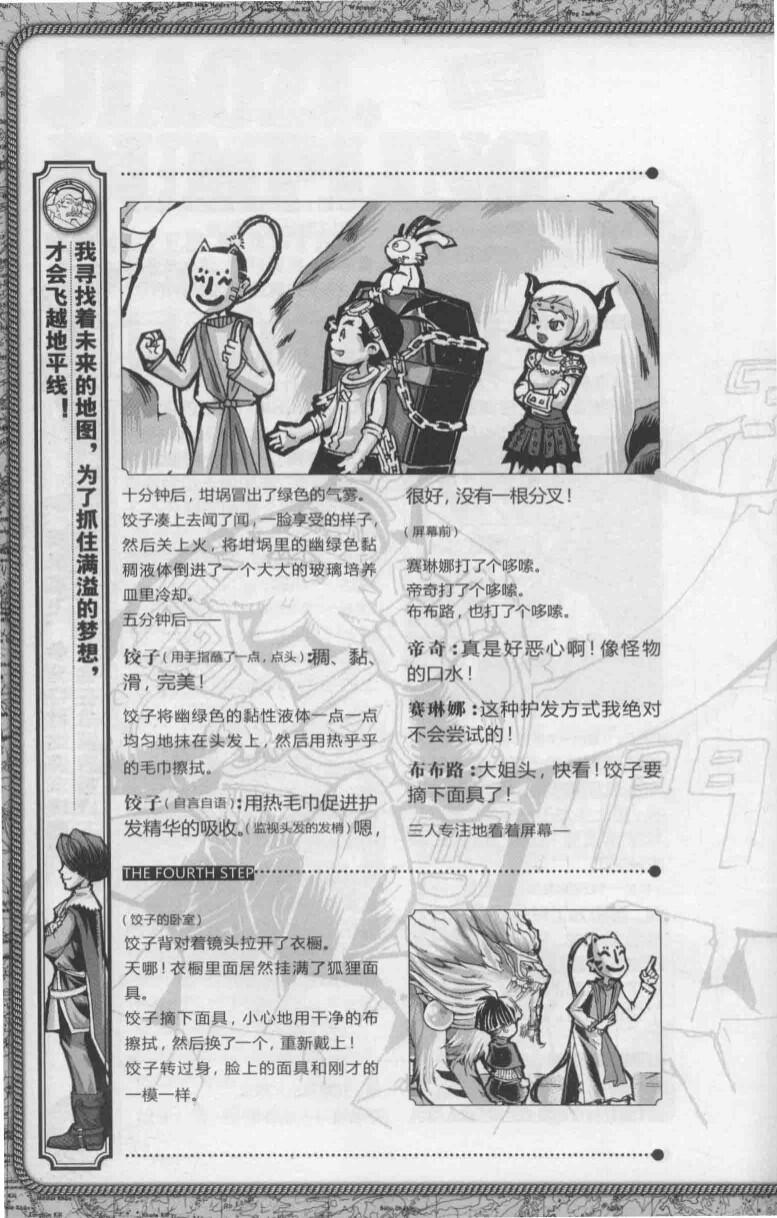 我寻找着未来的地图，为了抓住满溢的梦想，
才会飞越地平线！
十分钟后，坩埚冒出了绿色的气雾。
饺子凑上去闻了闻，一脸享受的样子，
然后关上火，将坩埚里的幽绿色黏
稠液体倒进了一个大大的玻璃培养
皿里冷却。
五分钟后——
饺子（用手指蘸了一点，点头）：稠、黏、
滑，完美！
饺子将幽绿色的黏性液体一点一点
均匀地抹在头发上，然后用热乎乎
的毛巾擦拭。
饺子（自言自语）：用热毛巾促进护
发精华的吸收。（监视头发的发梢）嗯，
很好，没有一根分叉！
（屏幕前）
赛琳娜打了个哆嗦。
帝奇打了个哆嗦。
布布路，也打了个哆嗦。
帝奇：真是好恶心啊！像怪物
的口水！
赛琳娜：这种护发方式我绝对
不会尝试的！
布布路：大姐头，快看！饺子要
摘下面具了！
三人专注地看着屏幕—
THE FOURTH STEP
（饺子的卧室）
饺子背对着镜头拉开了衣橱。
天哪！衣橱里面居然挂满了狐狸面
具。
饺子摘下面具，小心地用干净的布
擦拭，然后换了一个，重新戴上！
饺子转过身，脸上的面具和刚才的
一模一样。